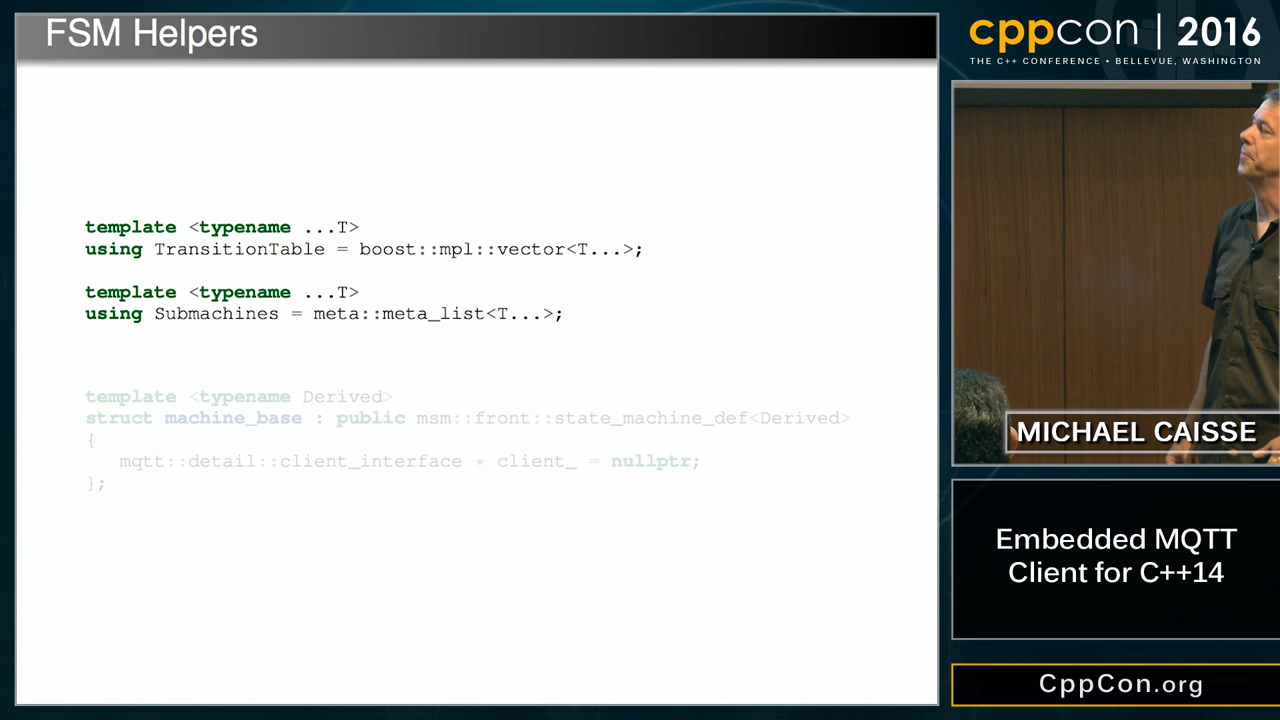 FSM Helpers
template <typename ...T>
using TransitionTable = boost::mpl::vector<T...>;
template <typename ...T>
using Submachines = meta::meta_list<T...>;
template <typename Derived>
struct machine_base : public msm::front::state_machine_def<Derived>
{
mqtt::detail::client_interface * client_ = nullptr;
};
cppcon | 2016
THE C++ CONFERENCE • BELLEVUE, WASHINGTON
MICHAEL CAISSE
Embedded MQTT
Client for C++14
CppCon.org